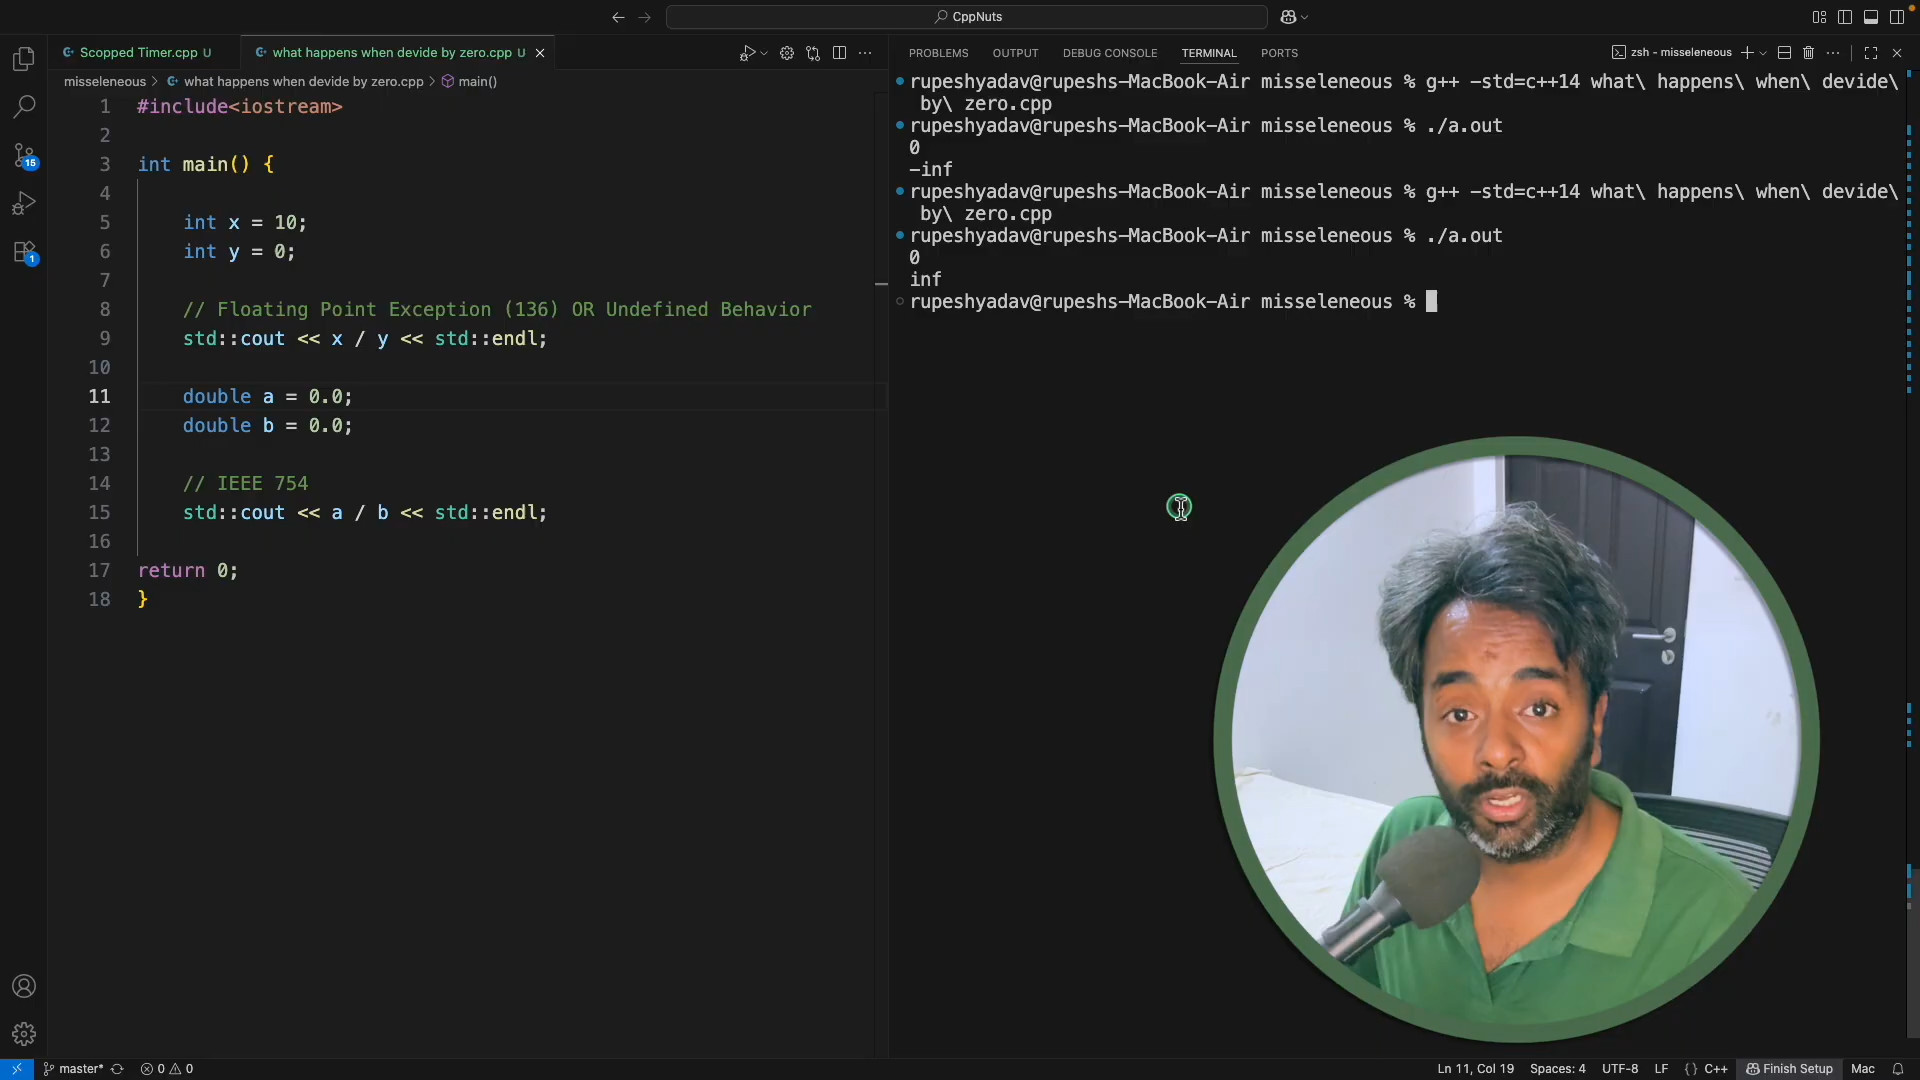 CppNuts
Scopped Timer.cpp U
what happens when devide by zero.cpp U
misseleneous > what happens when devide by zero.cpp > main()
1 #include<iostream>
2
3 int main() {
4
5 int x = 10;
6 int y = 0;
7
8 // Floating Point Exception (136) OR Undefined Behavior
9 std::cout << x / y << std::endl;
10
11 double a = 0.0;
12 double b = 0.0;
13
14 // IEEE 754
15 std::cout << a / b << std::endl;
16
17 return 0;
18 }
PROBLEMS OUTPUT DEBUG CONSOLE TERMINAL PORTS
zsh - misseleneous
rupeshyadav@rupeshs-MacBook-Air misseleneous % g++ -std=c++14 what\ happens\ when\ devide\
by\ zero.cpp
rupeshyadav@rupeshs-MacBook-Air misseleneous % ./a.out
0
-inf
rupeshyadav@rupeshs-MacBook-Air misseleneous % g++ -std=c++14 what\ happens\ when\ devide\
by\ zero.cpp
rupeshyadav@rupeshs-MacBook-Air misseleneous % ./a.out
0
inf
rupeshyadav@rupeshs-MacBook-Air misseleneous %
15
1
master* 0 0
Ln 11, Col 19 Spaces: 4 UTF-8 LF {} C++ Finish Setup Mac